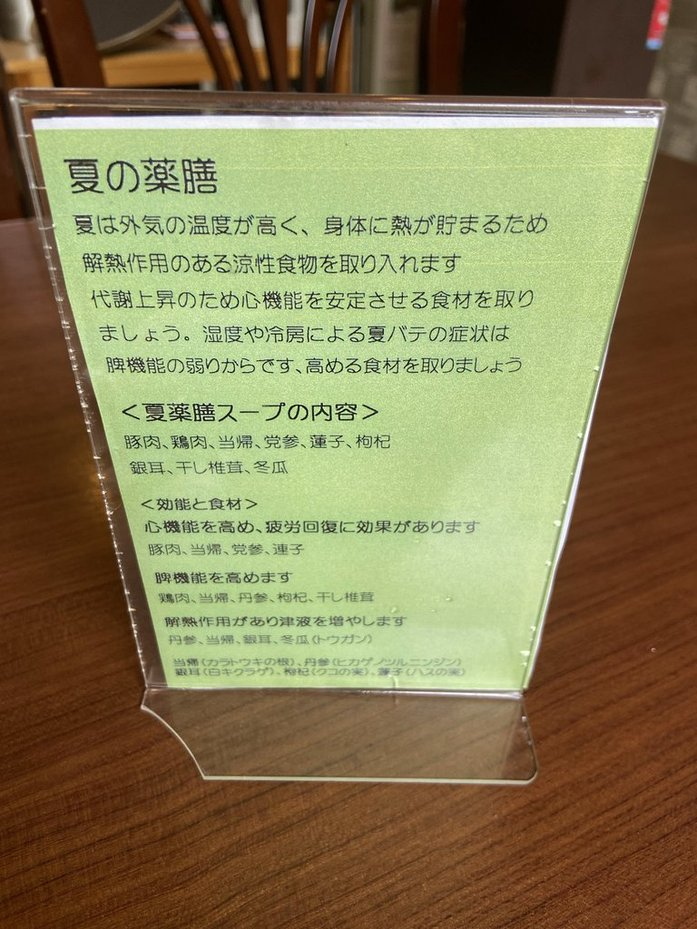 夏の薬膳
夏は外気の温度が高く、身体に熱が貯まるため
解熱作用のある涼性食物を取り入れます
代謝上昇のため心機能を安定させる食材を取り
ましょう。湿度や冷房による夏バテの症状は
脾機能の弱りからです、高める食材を取りましょう
＜夏薬膳スープの内容＞
豚肉、鶏肉、当帰、党参、蓮子、枸杞
銀耳、干し椎茸、冬瓜
＜効能と食材＞
心機能を高め、疲労回復に効果があります
豚肉、当帰、党参、連子
脾機能を高めます
鶏肉、当帰、丹参、枸杞、干し椎茸
解熱作用があり津液を増やします
丹参、当帰、銀耳、冬瓜（トウガン）
当帰（カラトウキの根）、丹参（ヒカゲノツルニンジン）
銀耳（白キクラゲ）、枸杞（クコの実）、蓮子（ハスの実）